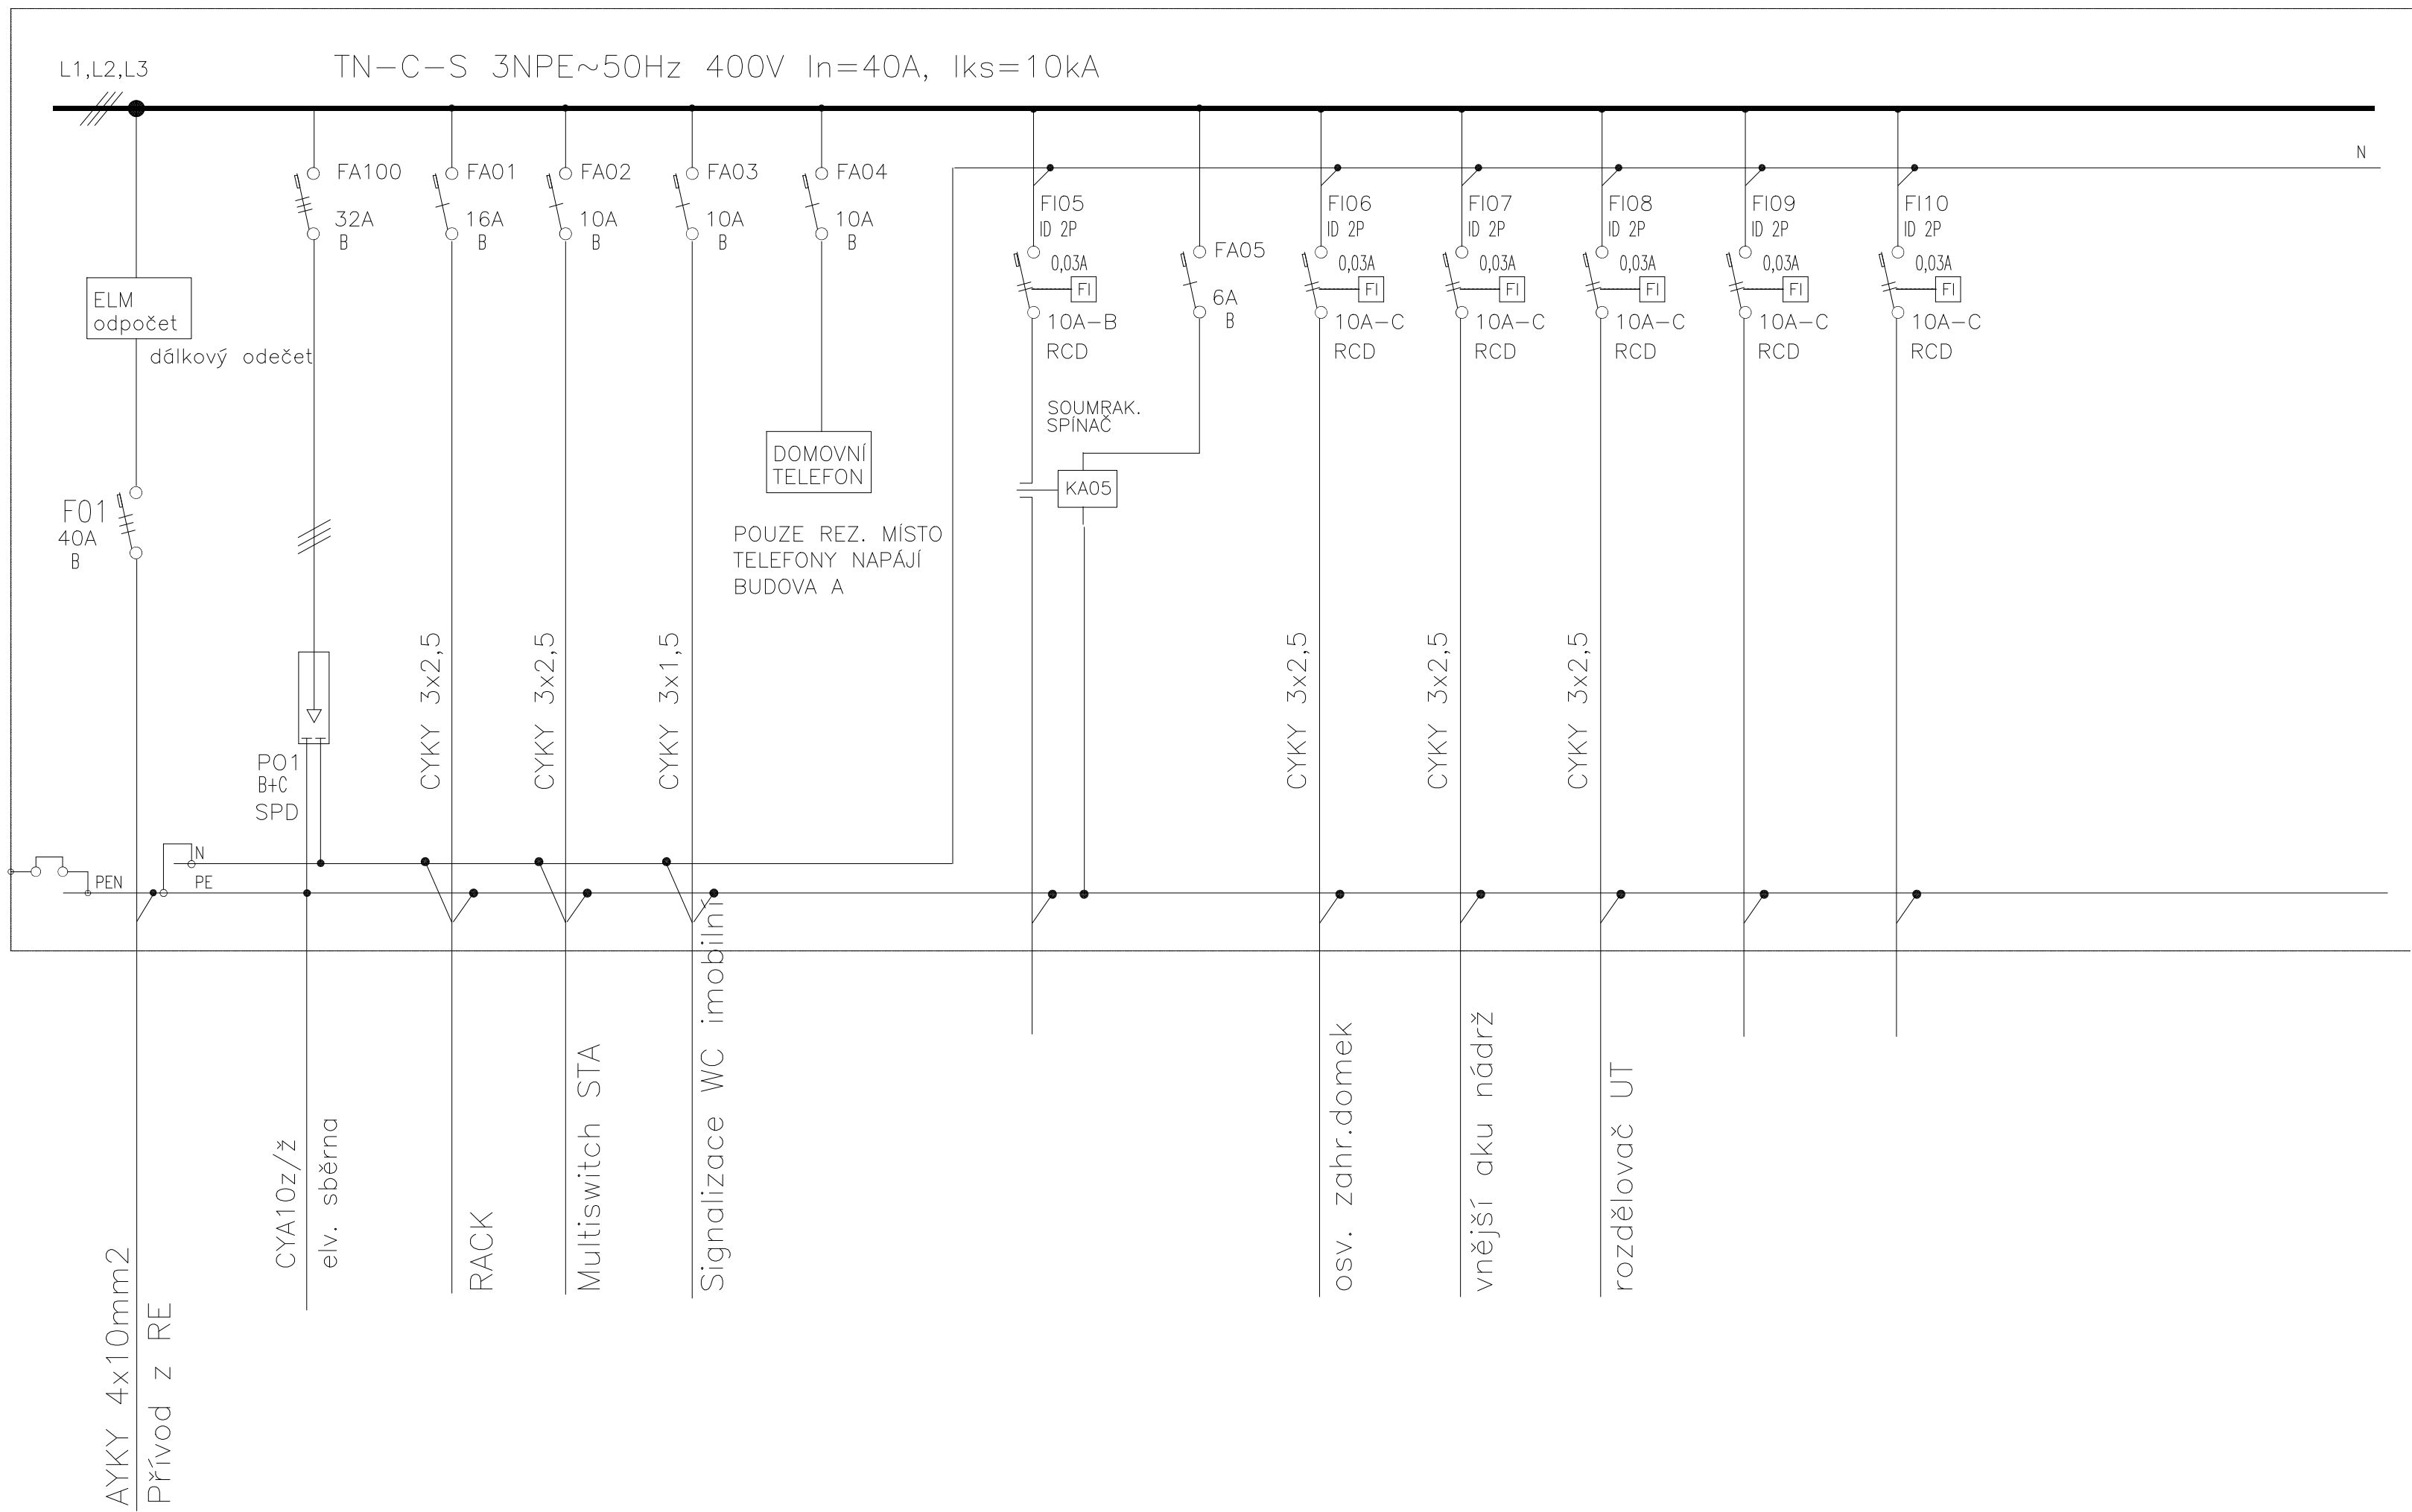 L1,L2,L3
TN-C-S 3NPE~50Hz 400V In=40A, Iks=10kA
N
FA100
32A
B
FA01
16A
B
FA02
10A
B
FA03
10A
B
FA04
10A
B
FI05
ID 2P
0,03A
FI
10A-B
RCD
FA05
6A
B
FI06
ID 2P
0,03A
FI
10A-C
RCD
FI07
ID 2P
0,03A
FI
10A-C
RCD
FI08
ID 2P
0,03A
FI
10A-C
RCD
FI09
ID 2P
0,03A
FI
10A-C
RCD
FI10
ID 2P
0,03A
FI
10A-C
RCD
ELM
odpočet
dálkový odečet
F01
40A
B
DOMOVNÍ
TELEFON
POUZE REZ. MÍSTO
TELEFONY NAPÁJÍ
BUDOVA A
SOUMRAK.
SPÍNAČ
KA05
PO1
B+C
SPD
CYKY 3x2,5
CYKY 3x2,5
CYKY 3x1,5
CYKY 3x2,5
CYKY 3x2,5
CYKY 3x2,5
N
PEN
PE
AYKY 4x10mm2
Přívod z RE
CYA10z/ž
elv. sběrna
RACK
Multiswitch STA
Signalizace WC imobilní
osv. zahr.domek
vnější aku nádrž
rozdělovač UT